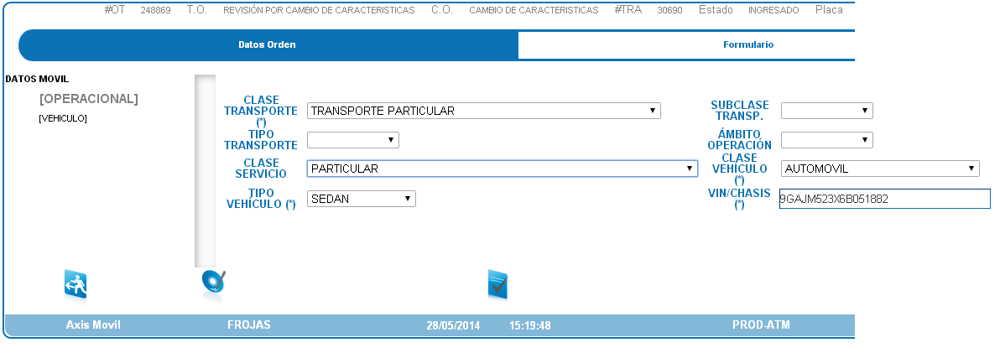 #OT 248869 T.O. REVISIÓN POR CAMBIO DE CARACTERISTICAS C.O. CAMBIO DE CARACTERISTICAS #TRA 30690 Estado INGRESADO Placa
Datos Orden Formulario
DATOS MOVIL
[OPERACIONAL]
[VEHICULO]
CLASE
TRANSPORTE
(*)
TRANSPORTE PARTICULAR
SUBCLASE
TRANSP.
TIPO
TRANSPORTE
ÁMBITO
OPERACIÓN
CLASE
SERVICIO
PARTICULAR
CLASE
VEHÍCULO
(*)
AUTOMOVIL
TIPO
VEHÍCULO (*)
SEDAN
VIN/CHASIS
(*)
9GAJM523X6B051882
Axis Movil FROJAS 28/05/2014 15:19:48 PROD-ATM